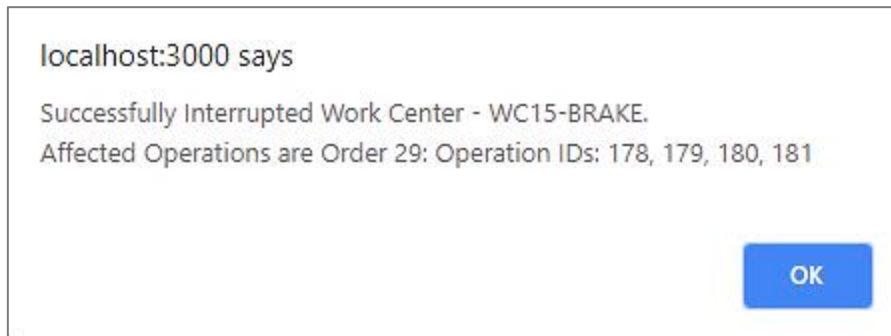 localhost:3000 says
Successfully Interrupted Work Center - WC15-BRAKE.
Affected Operations are Order 29: Operation IDs: 178, 179, 180, 181
OK